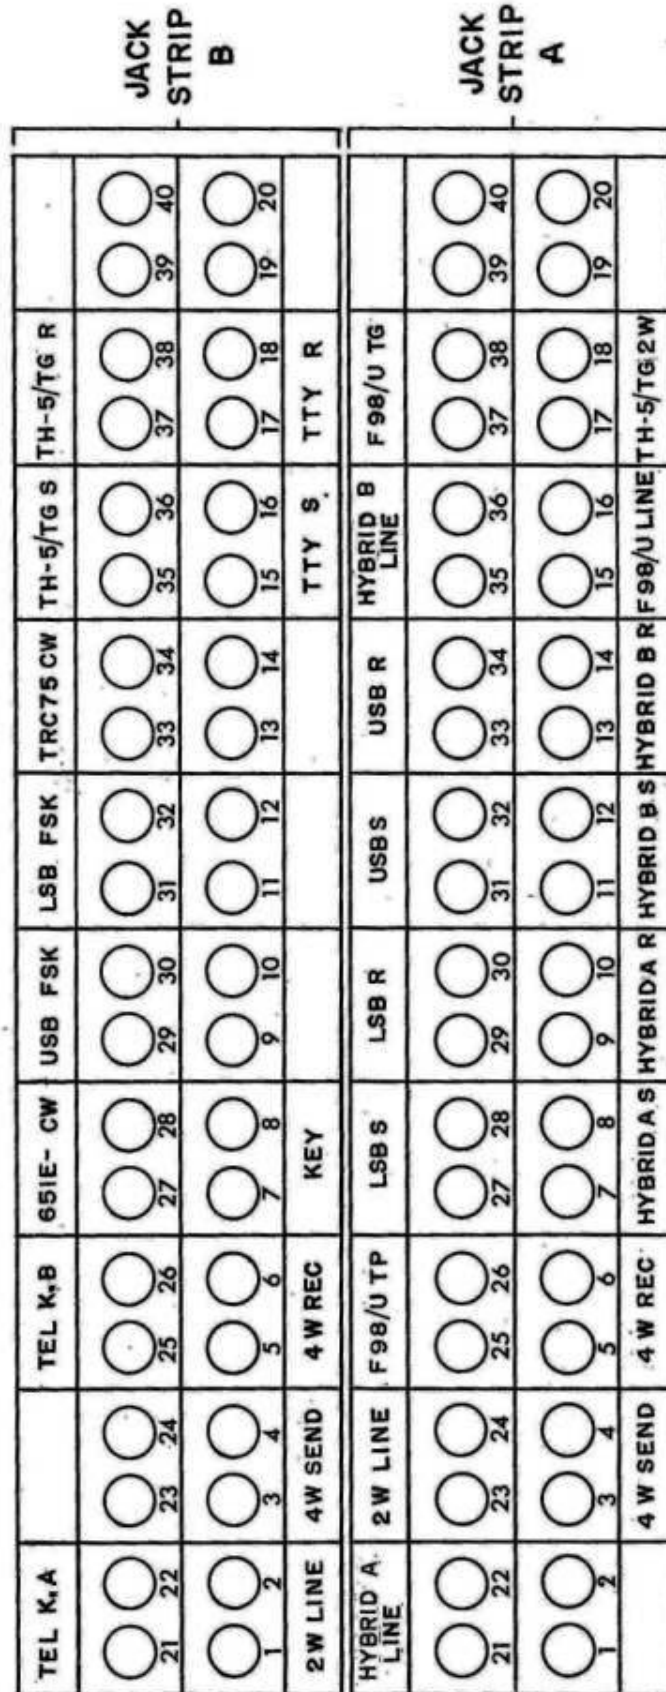 JACK
STRIP
B
TEL K,A
TEL K,B
651E- CW
USB FSK
LSB FSK
TRC75 CW
TH-5/TG S
TH-5/TG R
21 22 23 24 25 26 27 28 29 30 31 32 33 34 35 36 37 38 39 40
1 2 3 4 5 6 7 8 9 10 11 12 13 14 15 16 17 18 19 20
2W LINE
4W SEND
4W REC
KEY
TTY S
TTY R
JACK
STRIP
A
HYBRID A
LINE
2W LINE
F98/U TP
LSB S
LSB R
USB S
USB R
HYBRID B
LINE
F98/U TG
21 22 23 24 25 26 27 28 29 30 31 32 33 34 35 36 37 38 39 40
1 2 3 4 5 6 7 8 9 10 11 12 13 14 15 16 17 18 19 20
4W SEND
4W REC
HYBRID A S
HYBRID A R
HYBRID B S
HYBRID B R
F98/U LINE
TH-5/TG 2W